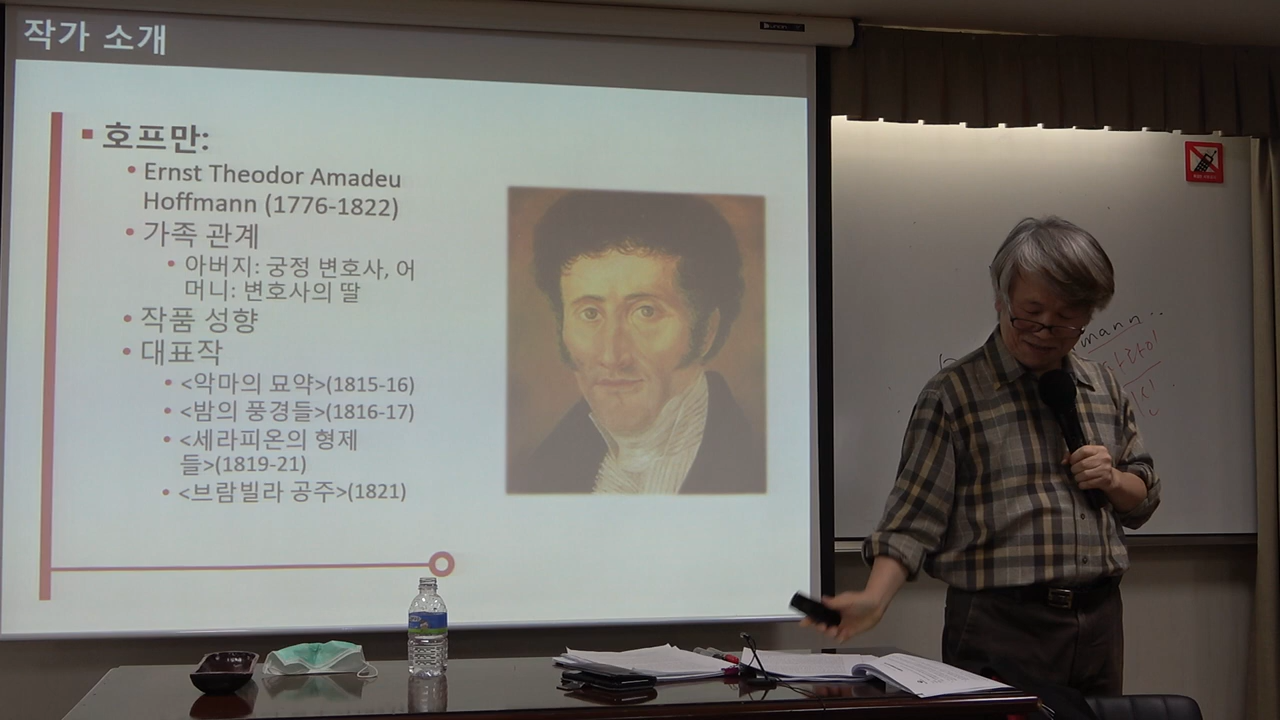 작가 소개
호프만:
Ernst Theodor Amadeu
Hoffmann (1776-1822)
가족 관계
아버지: 궁정 변호사, 어
머니: 변호사의 딸
작품 성향
대표작
<악마의 묘약>(1815-16)
<밤의 풍경들>(1816-17)
<세라피온의 형제
들>(1819-21)
<브람빌라 공주>(1821)